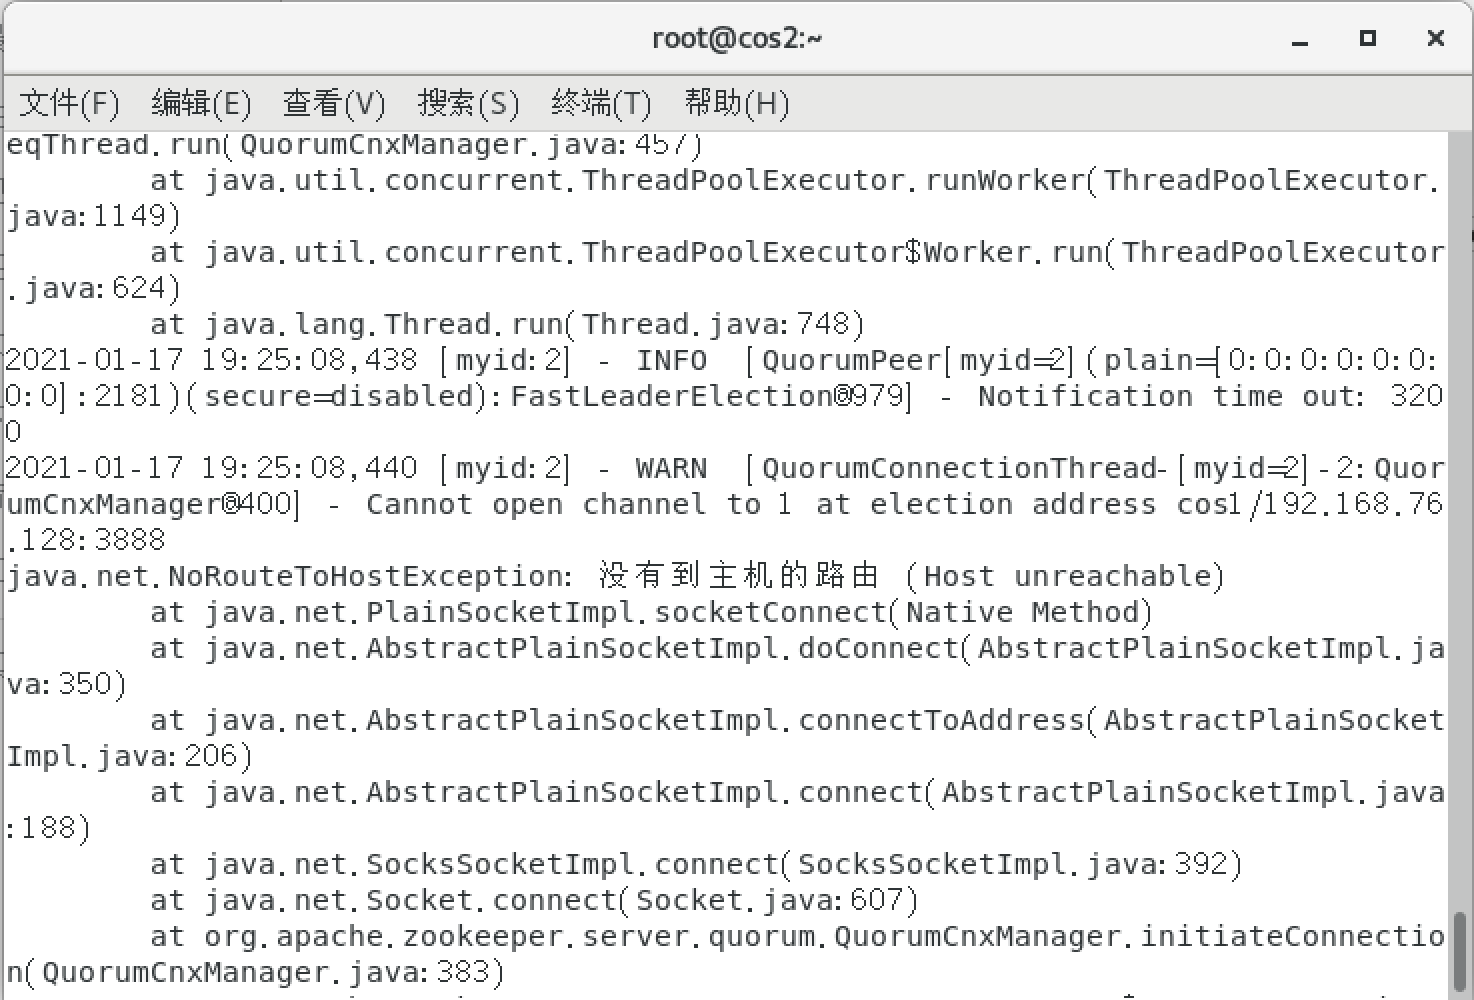 root@cos2:~
文件(F) 编辑(E) 查看(V) 搜索(S) 终端(T) 帮助(H)
eqThread.run(QuorumCnxManager.java:457)
        at java.util.concurrent.ThreadPoolExecutor.runWorker(ThreadPoolExecutor.
java:1149)
        at java.util.concurrent.ThreadPoolExecutor$Worker.run(ThreadPoolExecutor
.java:624)
        at java.lang.Thread.run(Thread.java:748)
2021-01-17 19:25:08,438 [myid:2] - INFO  [QuorumPeer[myid=2](plain=[0:0:0:0:0:0:
0:0]:2181)(secure=disabled):FastLeaderElection@979] - Notification time out: 320
0
2021-01-17 19:25:08,440 [myid:2] - WARN  [QuorumConnectionThread-[myid=2]-2:Quor
umCnxManager@400] - Cannot open channel to 1 at election address cos1/192.168.76
.128:3888
java.net.NoRouteToHostException: 没有到主机的路由 (Host unreachable)
        at java.net.PlainSocketImpl.socketConnect(Native Method)
        at java.net.AbstractPlainSocketImpl.doConnect(AbstractPlainSocketImpl.ja
va:350)
        at java.net.AbstractPlainSocketImpl.connectToAddress(AbstractPlainSocket
Impl.java:206)
        at java.net.AbstractPlainSocketImpl.connect(AbstractPlainSocketImpl.java
:188)
        at java.net.SocksSocketImpl.connect(SocksSocketImpl.java:392)
        at java.net.Socket.connect(Socket.java:607)
        at org.apache.zookeeper.server.quorum.QuorumCnxManager.initiateConnectio
n(QuorumCnxManager.java:383)